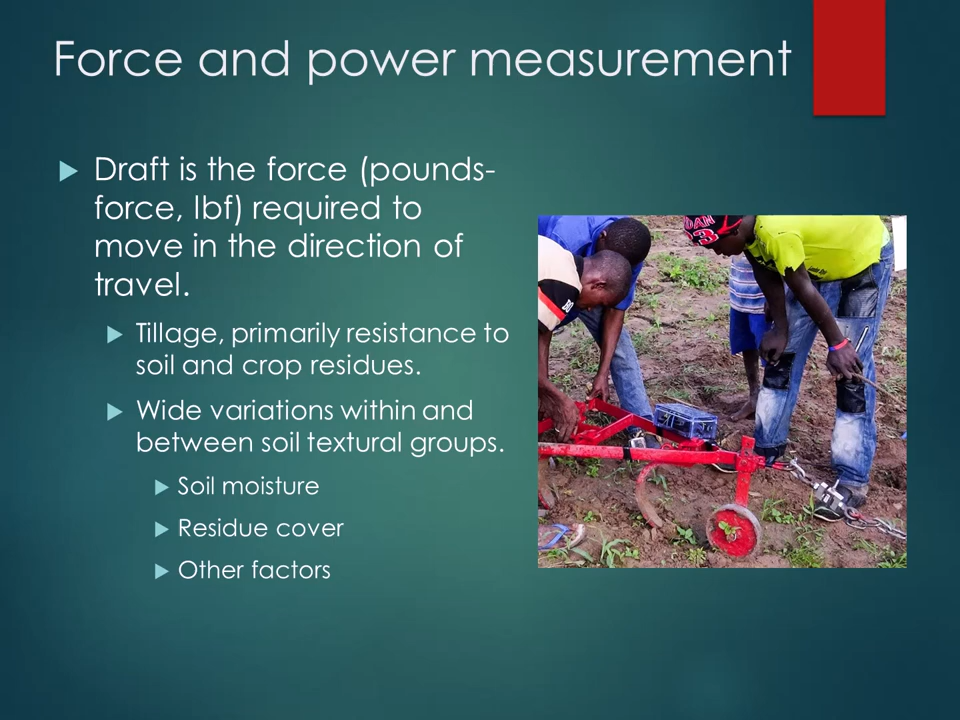 Force and power measurement
Draft is the force (pounds-
force, lbf) required to
move in the direction of
travel.
Tillage, primarily resistance to
soil and crop residues.
Wide variations within and
between soil textural groups.
Soil moisture
Residue cover
Other factors